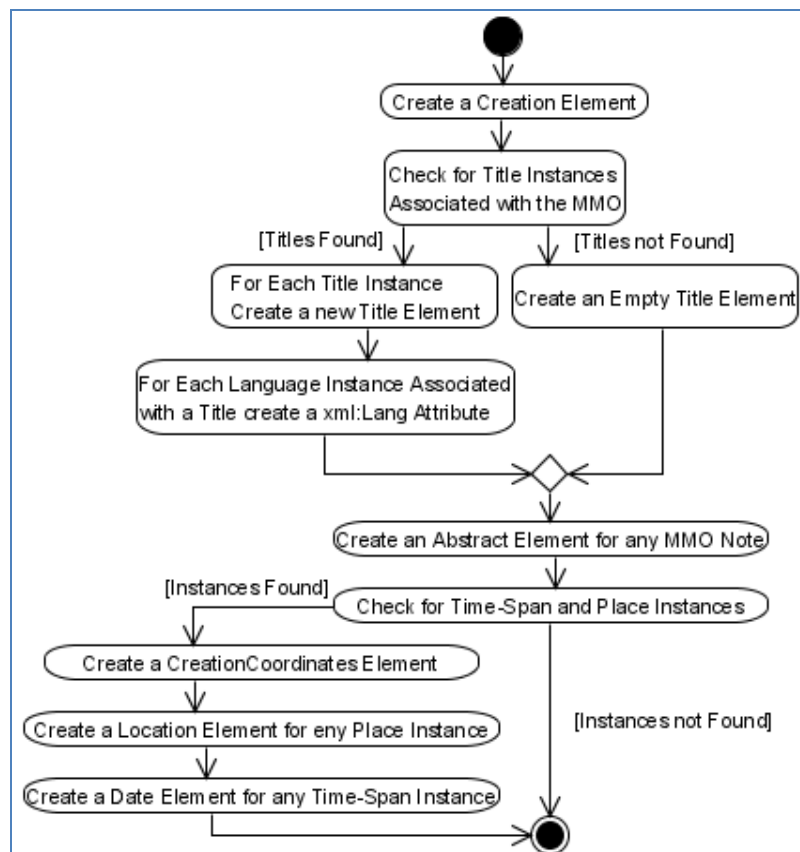 Create a Creation Element
Check for Title Instances
Associated with the MMO
[Titles Found]
[Titles not Found]
For Each Title Instance
Create a new Title Element
Create an Empty Title Element
For Each Language Instance Associated
with a Title create a xml:Lang Attribute
Create an Abstract Element for any MMO Note
[Instances Found]
Check for Time-Span and Place Instances
Create a CreationCoordinates Element
Create a Location Element for eny Place Instance
[Instances not Found]
Create a Date Element for any Time-Span Instance